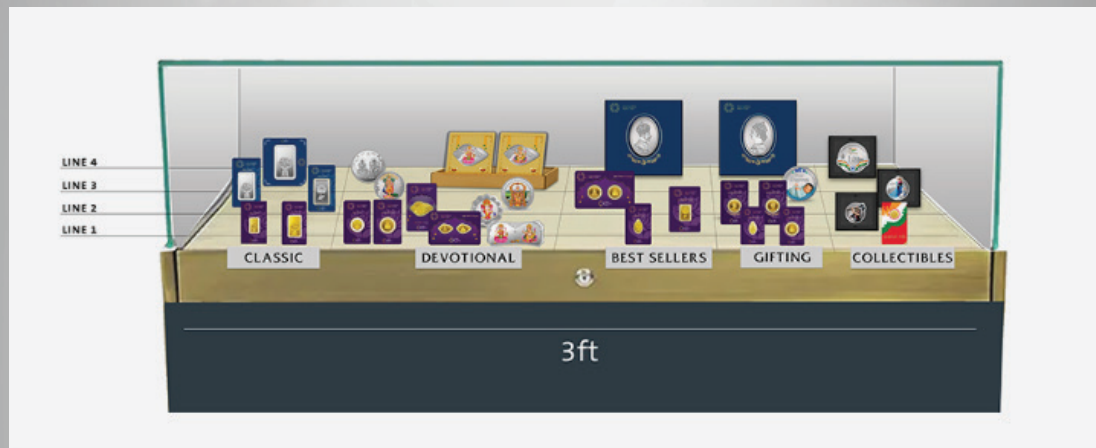 LINE 4
LINE 3
LINE 2
LINE 1
CLASSIC
DEVOTIONAL
BEST SELLERS
GIFTING
COLLECTIBLES
3ft